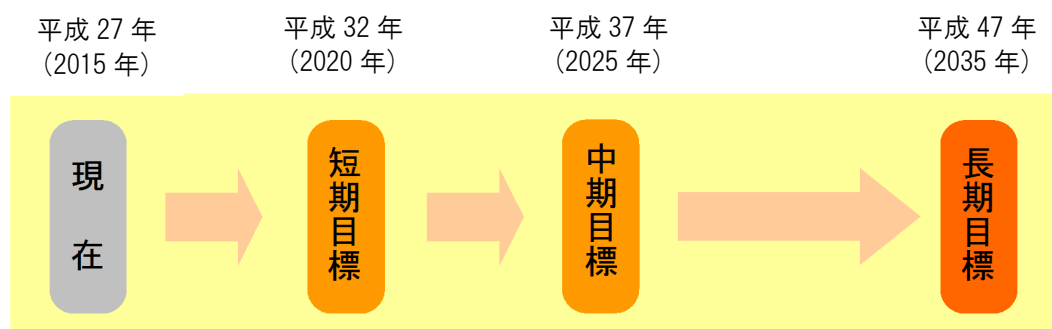 平成 27 年
（2015 年）
平成 32 年
（2020 年）
平成 37 年
（2025 年）
平成 47 年
（2035 年）
現在
短期目標
中期目標
長期目標